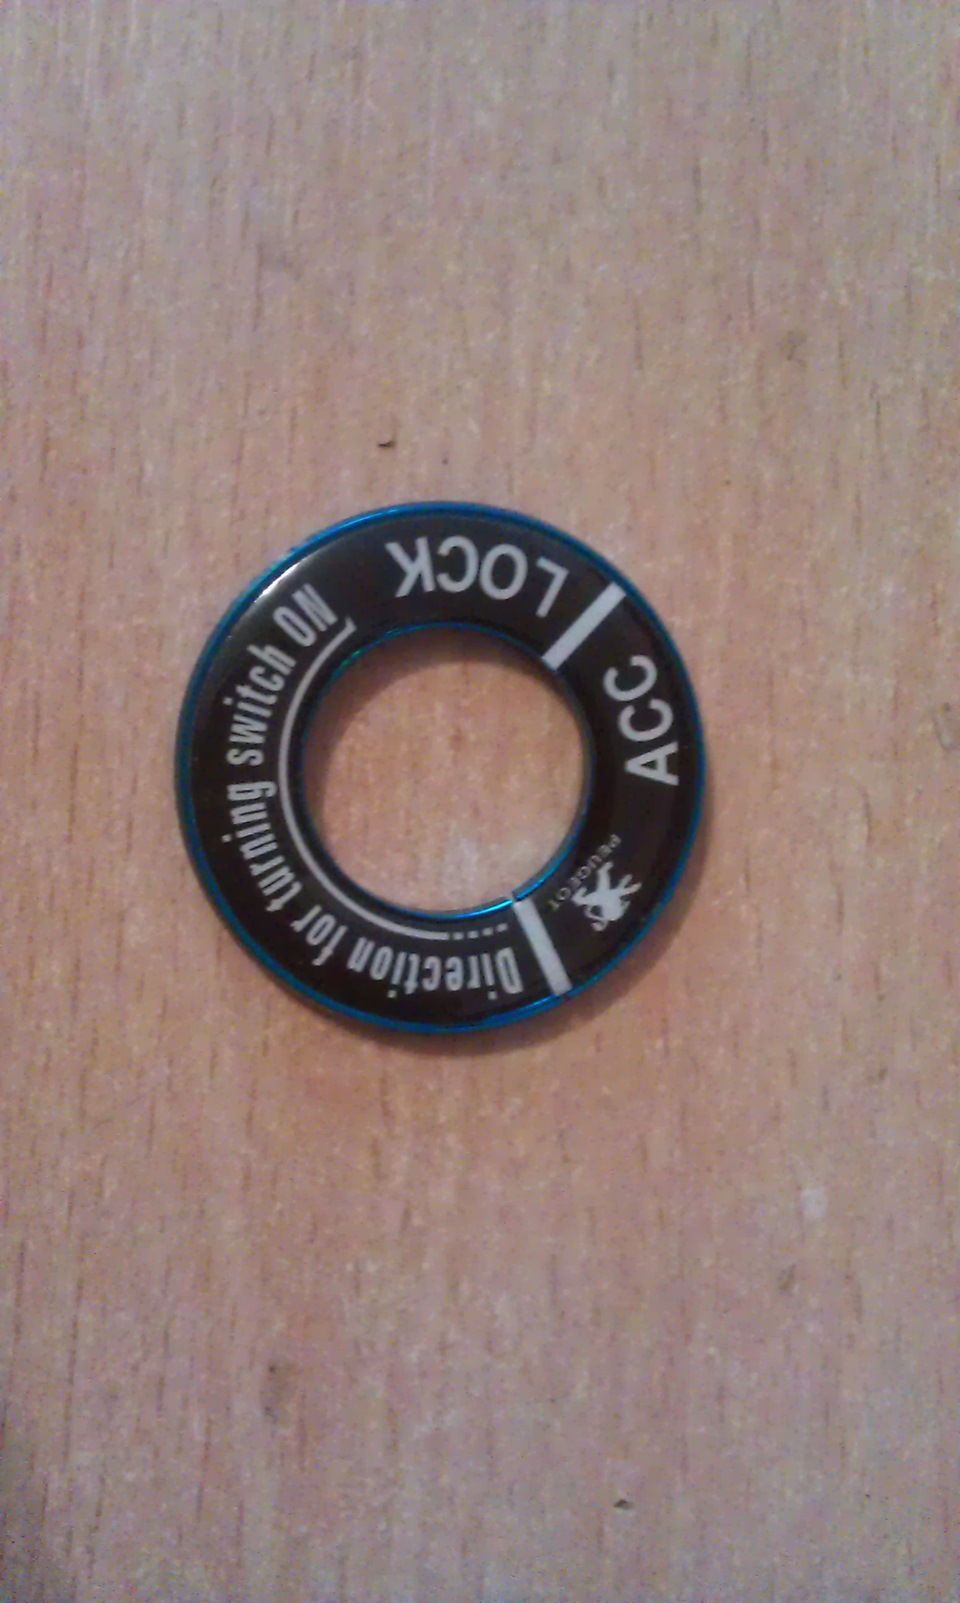 LOCK
ACC
PEUGEOT
Direction for turning switch ON